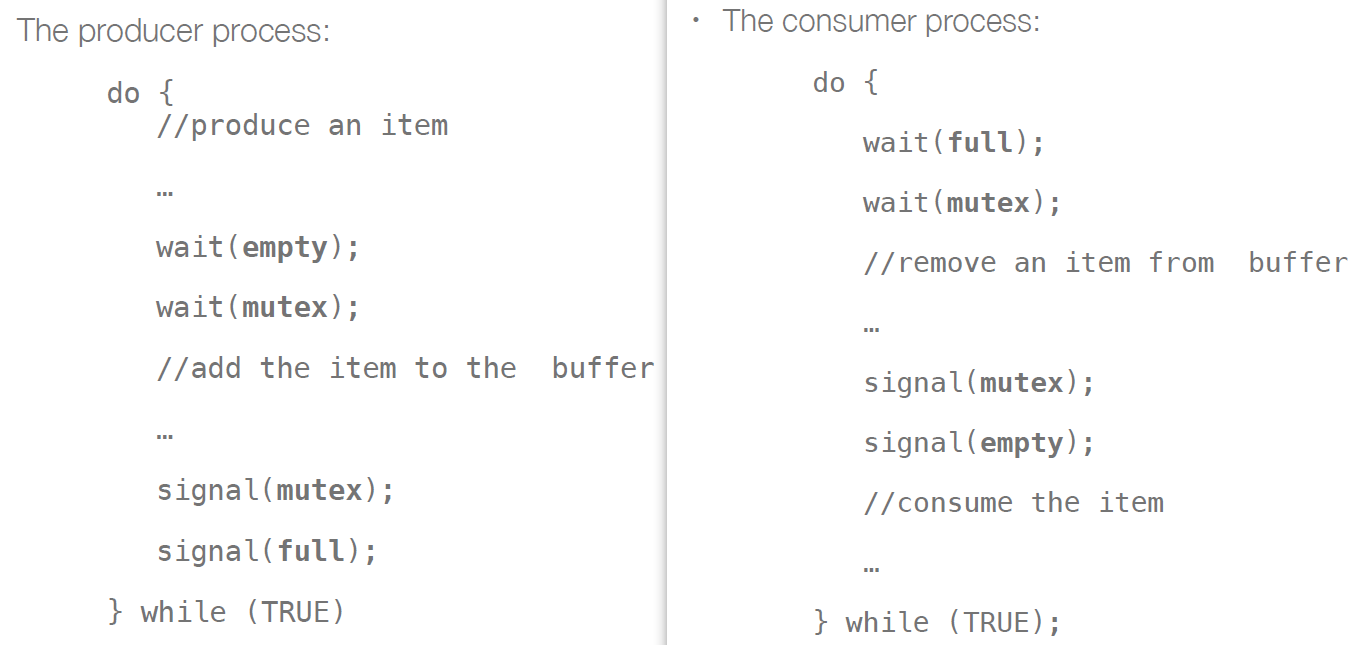 The producer process:
do {
//produce an item
…
wait(empty);
wait(mutex);
//add the item to the  buffer
…
signal(mutex);
signal(full);
} while (TRUE)
• The consumer process:
do {
wait(full);
wait(mutex);
//remove an item from  buffer
…
signal(mutex);
signal(empty);
//consume the item
…
} while (TRUE);